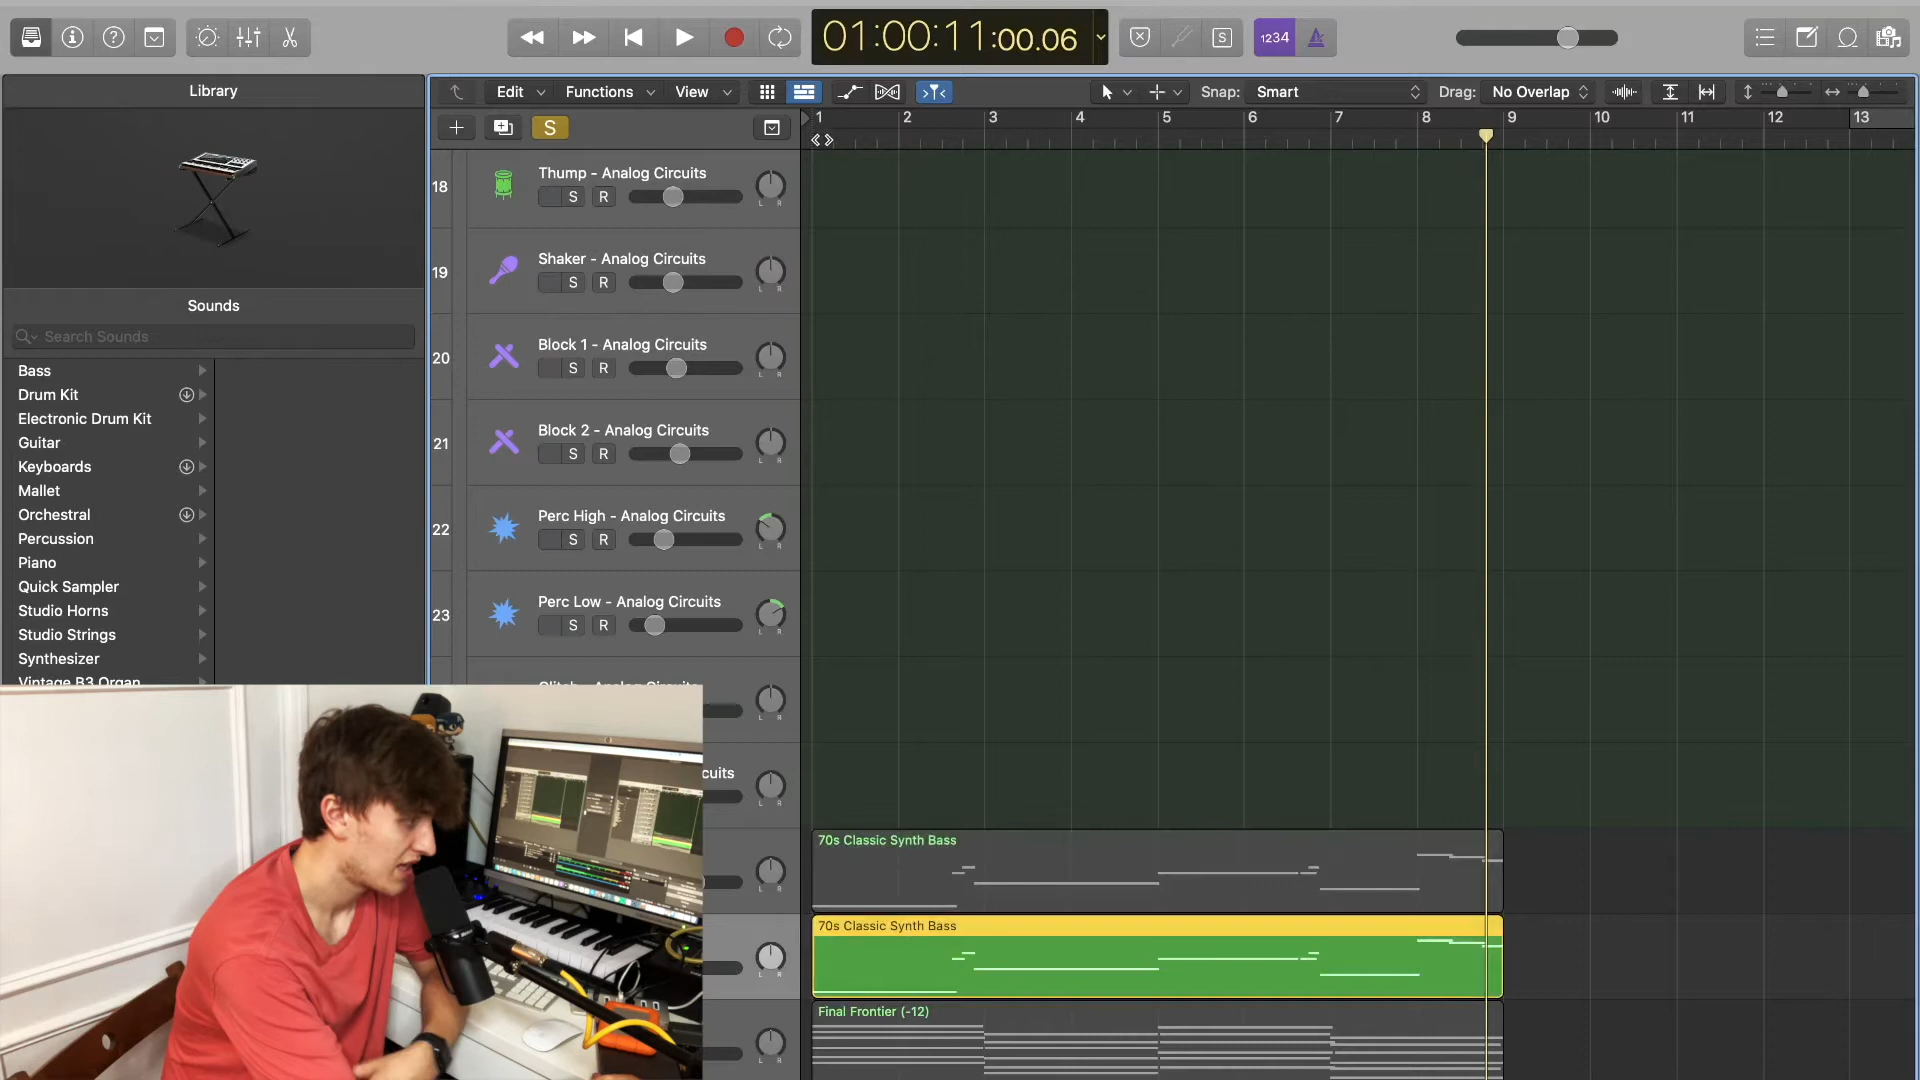 01:00:11:00.06
1234
S
Library
Edit
Functions
View
Snap:
Smart
Drag:
No Overlap
S
1
2
3
4
5
6
7
8
9
10
11
12
13
Sounds
Search Sounds
Bass
Drum Kit
Electronic Drum Kit
Guitar
Keyboards
Mallet
Orchestral
Percussion
Piano
Quick Sampler
Studio Horns
Studio Strings
Synthesizer
Vintage B3 Organ
18
Thump - Analog Circuits
S R
L R
19
Shaker - Analog Circuits
S R
L R
20
Block 1 - Analog Circuits
S R
L R
21
Block 2 - Analog Circuits
S R
L R
22
Perc High - Analog Circuits
S R
L R
23
Perc Low - Analog Circuits
S R
L R
Glitch - Analog Circuits
L R
cuits
L R
70s Classic Synth Bass
L R
70s Classic Synth Bass
L R
Final Frontier (-12)
L R